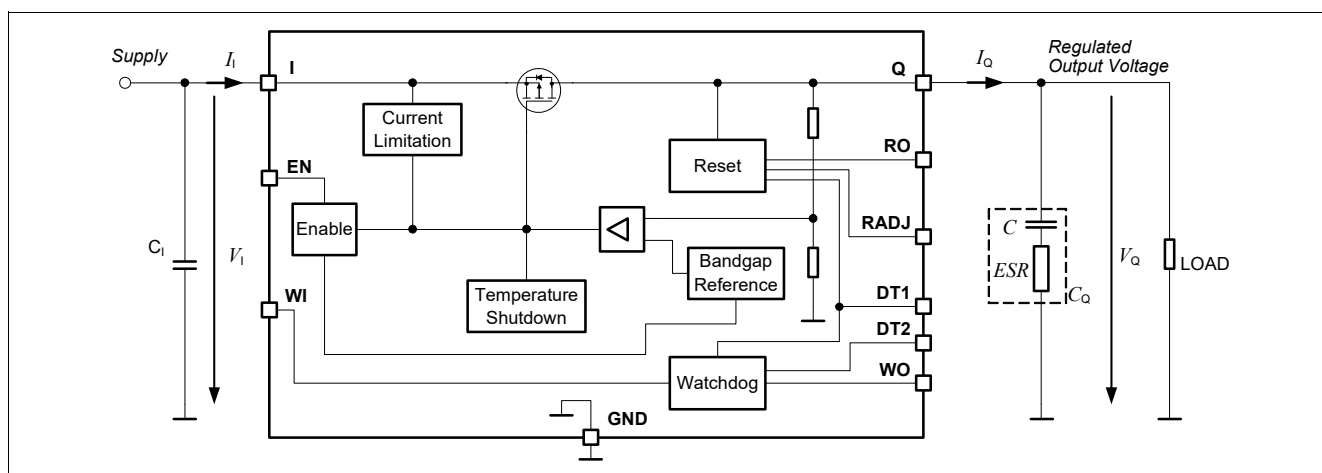 Supply
I_I
I
Q
I_Q
Regulated
Output Voltage
Current
Limitation
EN
Enable
Reset
RO
RADJ
C_I
V_I
WI
Temperature
Shutdown
Bandgap
Reference
DT1
DT2
WO
Watchdog
GND
C
ESR
C_Q
V_Q
LOAD